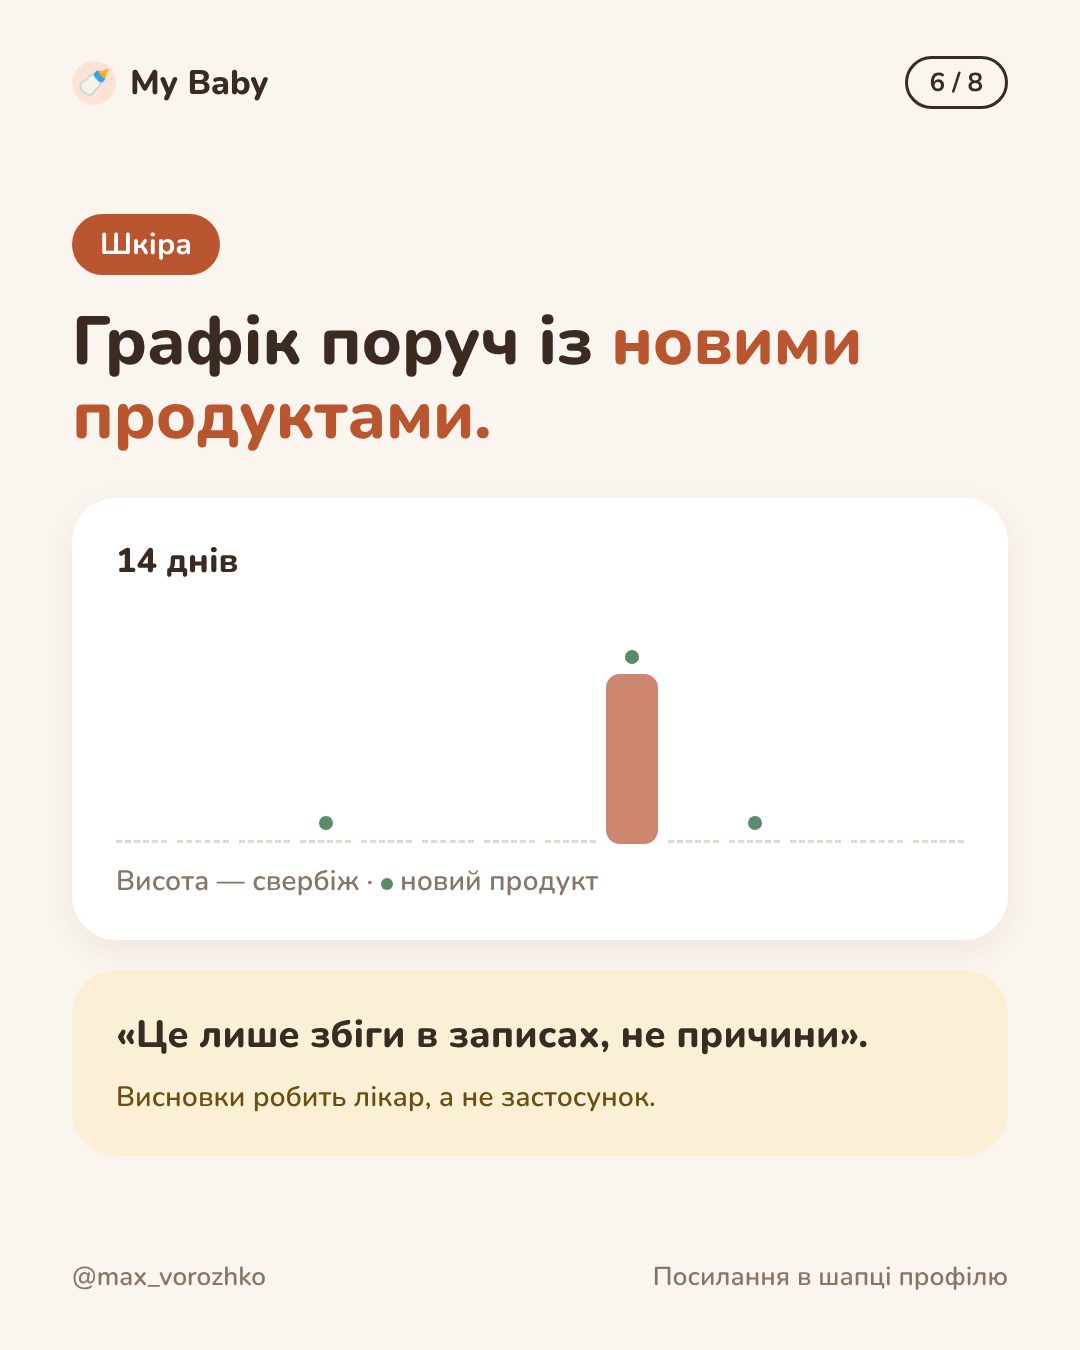 My Baby
6 / 8
Шкіра
Графік поруч із новими
продуктами.
14 днів
Висота — свербіж · новий продукт
«Це лише збіги в записах, не причини».
Висновки робить лікар, а не застосунок.
@max_vorozhko
Посилання в шапці профілю